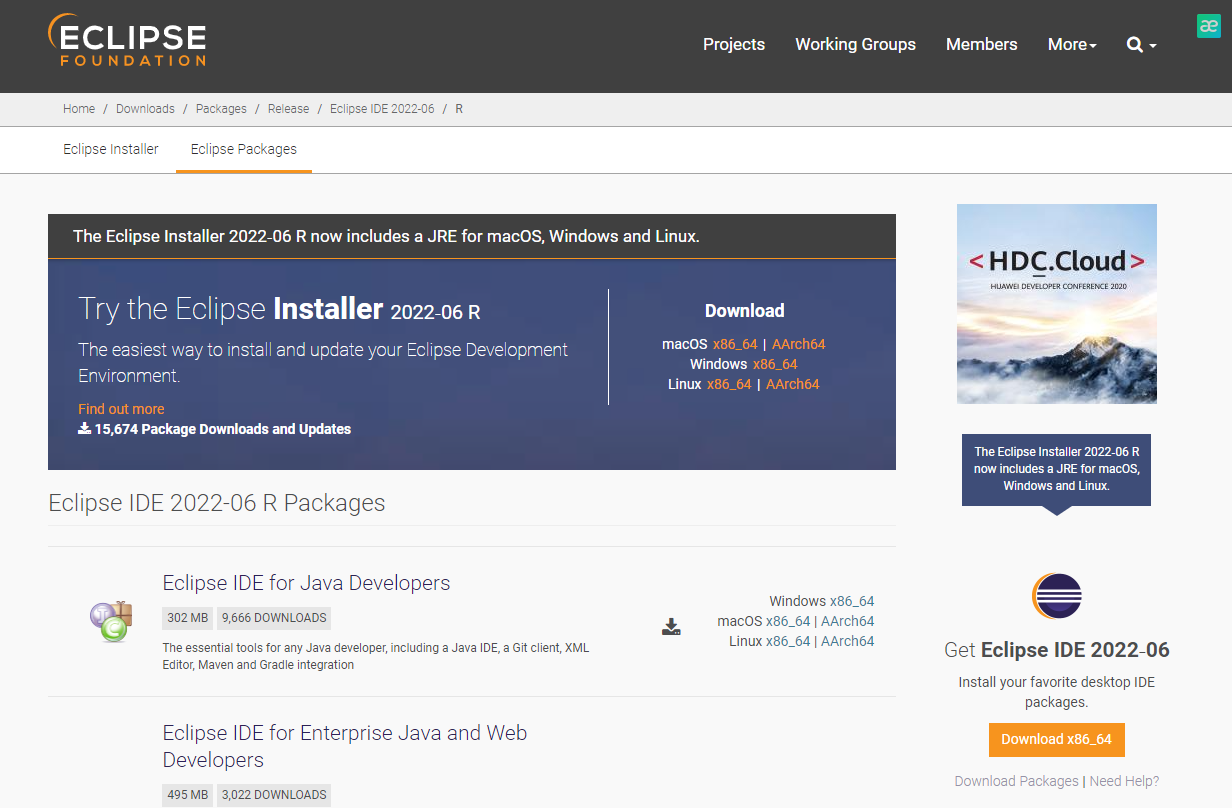 ECLIPSE
FOUNDATION
Projects
Working Groups
Members
More
æ
Home / Downloads / Packages / Release / Eclipse IDE 2022-06 / R
Eclipse Installer
Eclipse Packages
The Eclipse Installer 2022-06 R now includes a JRE for macOS, Windows and Linux.
Try the Eclipse Installer 2022-06 R
The easiest way to install and update your Eclipse Development
Environment.
Find out more
15,674 Package Downloads and Updates
Download
macOS x86_64 | AArch64
Windows x86_64
Linux x86_64 | AArch64
Eclipse IDE 2022-06 R Packages
Eclipse IDE for Java Developers
302 MB 9,666 DOWNLOADS
The essential tools for any Java developer, including a Java IDE, a Git client, XML
Editor, Maven and Gradle integration
Windows x86_64
macOS x86_64 | AArch64
Linux x86_64 | AArch64
Eclipse IDE for Enterprise Java and Web
Developers
495 MB 3,022 DOWNLOADS
<HDC.Cloud>
HUAWEI DEVELOPER CONFERENCE 2020
The Eclipse Installer 2022-06 R
now includes a JRE for macOS,
Windows and Linux.
Get Eclipse IDE 2022-06
Install your favorite desktop IDE
packages.
Download x86_64
Download Packages | Need Help?